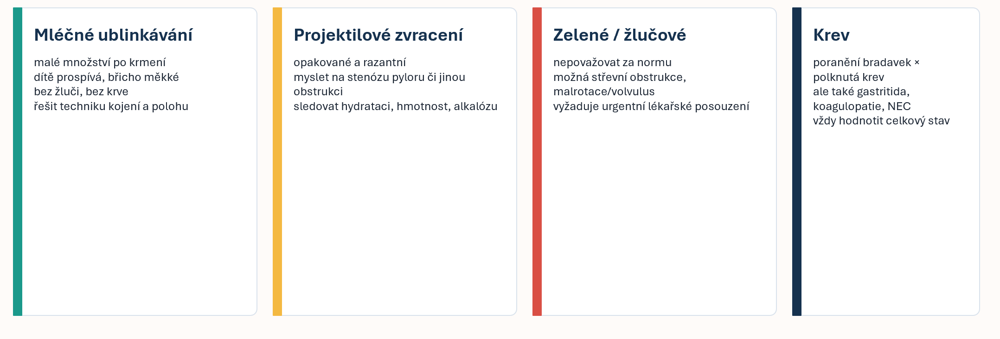 Mléčné ublinkávání
malé množství po krmení
dítě prospívá, břicho měkké
bez žluči, bez krve
řešit techniku kojení a polohu
Projektilové zvracení
opakované a razantní
myslet na stenózu pyloru či jinou
obstrukci
sledovat hydrataci, hmotnost, alkalózu
Zelené / žlučové
nepovažovat za normu
možná střevní obstrukce,
malrotace/volvulus
vyžaduje urgentní lékařské posouzení
Krev
poranění bradavek ×
polknutá krev
ale také gastritida,
koagulopatie, NEC
vždy hodnotit celkový stav